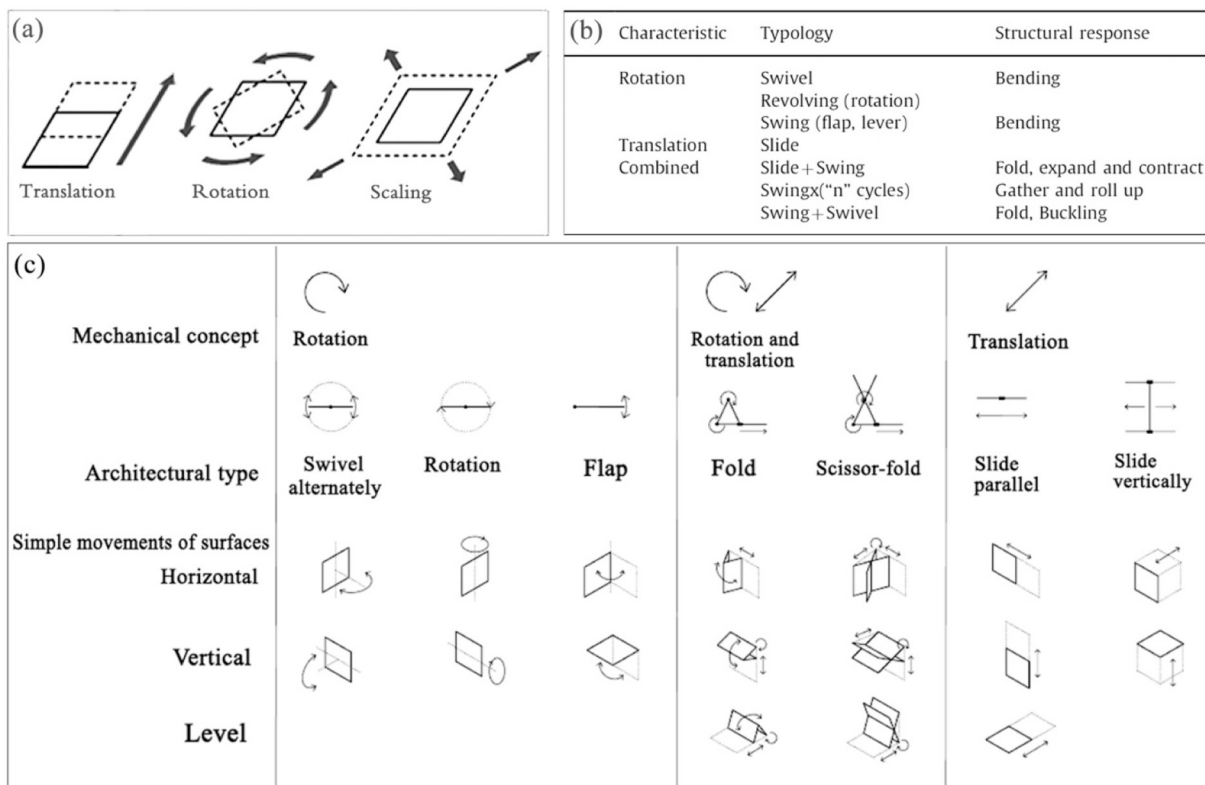 (a)
Translation
Rotation
Scaling
(b) Characteristic Typology Structural response
Rotation Swivel Bending
Revolving (rotation)
Swing (flap, lever) Bending
Translation Slide
Combined Slide+Swing Fold, expand and contract
Swingx("n" cycles) Gather and roll up
Swing+Swivel Fold, Buckling
(c)
Mechanical concept Rotation Rotation and Translation
translation
Architectural type Swivel Rotation Flap Fold Scissor-fold Slide Slide
alternately parallel vertically
Simple movements of surfaces
Horizontal
Vertical
Level